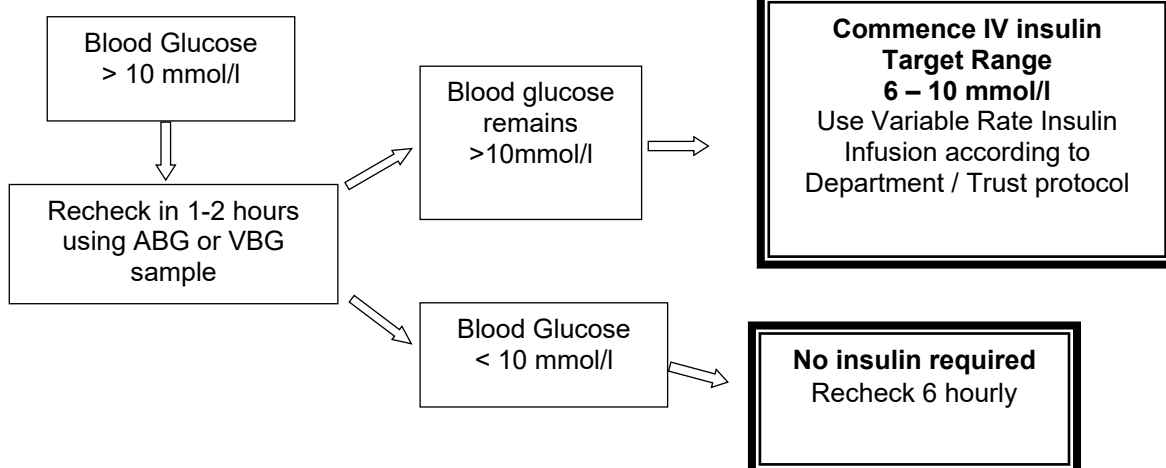 Blood Glucose
> 10 mmol/l
Recheck in 1-2 hours
using ABG or VBG
sample
Blood glucose
remains
>10mmol/l
Commence IV insulin
Target Range
6 – 10 mmol/l
Use Variable Rate Insulin
Infusion according to
Department / Trust protocol
Blood Glucose
< 10 mmol/l
No insulin required
Recheck 6 hourly